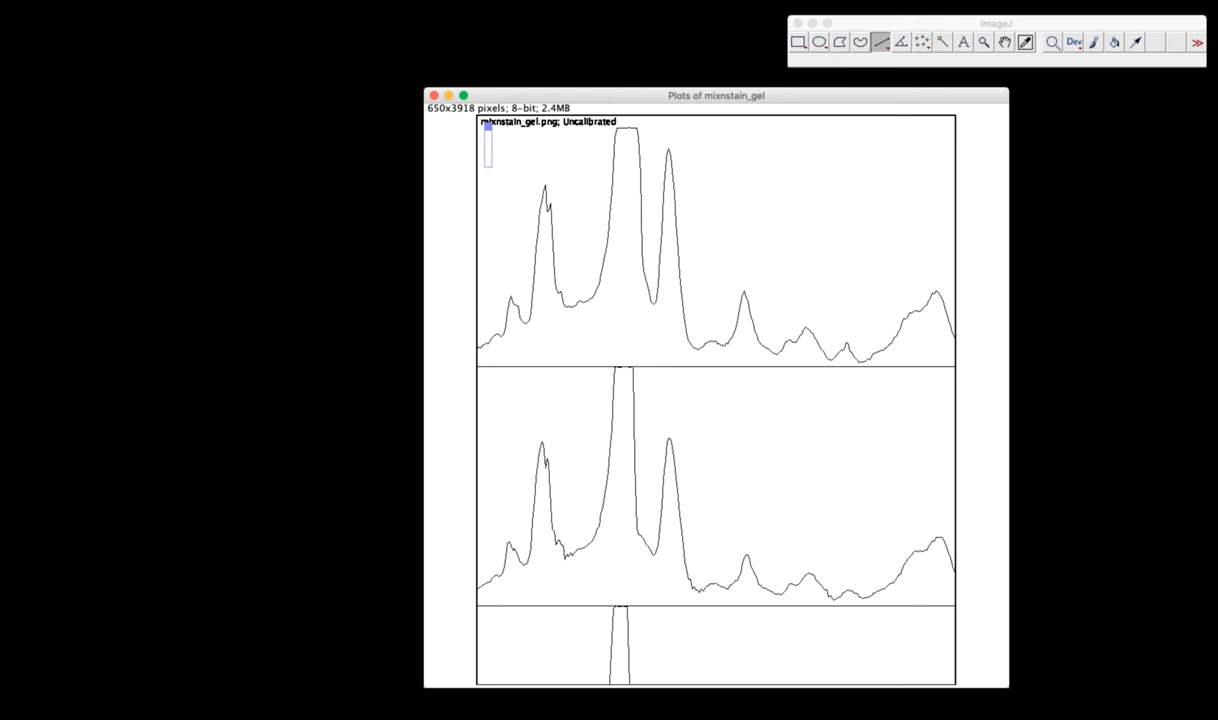 ImageJ
A
Dev
≫
Plots of mixnstain_gel
650x3918 pixels; 8-bit; 2.4MB
mixnstain_gel.png; Uncalibrated